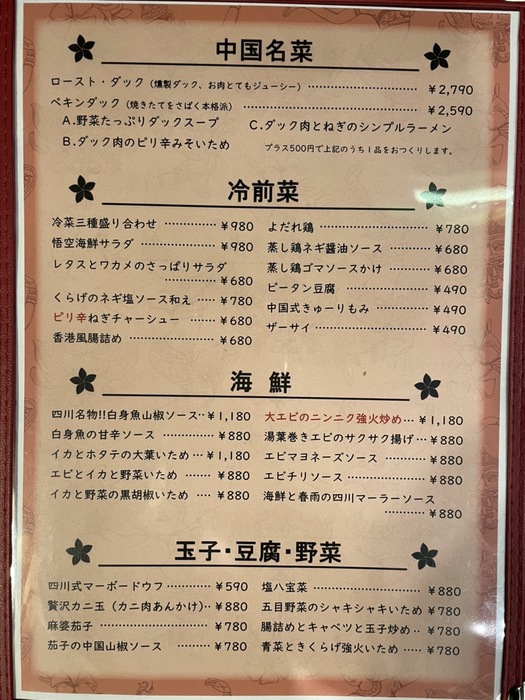 中国名菜
ロースト・ダック（燻製ダック、お肉とてもジューシー）………………… ￥2,790
ペキンダック（焼きたてをさばく本格派）………………………… ￥2,590
A.野菜たっぷりダックスープ
C.ダック肉とねぎのシンプルラーメン
B.ダック肉のピリ辛みそいため
プラス500円で上記のうち1品をおつくりします。
冷前菜
冷菜三種盛り合わせ ………… ￥980
悟空海鮮サラダ …………… ￥980
レタスとワカメのさっぱりサラダ
………… ￥680
くらげのネギ塩ソース和え …… ￥780
ピリ辛ねぎチャーシュー …… ￥680
香港風腸詰め ……………… ￥680
よだれ鶏 ………………… ￥780
蒸し鶏ネギ醤油ソース ……… ￥680
蒸し鶏ゴマソースかけ ……… ￥680
ピータン豆腐 ……………… ￥490
中国式きゅーりもみ ………… ￥490
ザーサイ ………………… ￥490
海 鮮
四川名物!!白身魚山椒ソース‥ ￥1,180
白身魚の甘辛ソース ………… ￥880
イカとホタテの大葉いため… ￥1,180
エビとイカと野菜いため …… ￥880
イカと野菜の黒胡椒いため …… ￥880
大エビのニンニク強火炒め… ￥1,180
湯葉巻きエビのサクサク揚げ… ￥880
エビマヨネーズソース ……… ￥880
エビチリソース …………… ￥880
海鮮と春雨の四川マーラーソース
………… ￥880
玉子・豆腐・野菜
四川式マーボードウフ ……… ￥590
贅沢カニ玉（カニ肉あんかけ）‥ ￥880
麻婆茄子 ………………… ￥780
茄子の中国山椒ソース ……… ￥780
塩八宝菜 ………………… ￥880
五目野菜のシャキシャキいため ￥780
腸詰めとキャベツと玉子炒め‥ ￥780
青菜ときくらげ強火いため …… ￥780